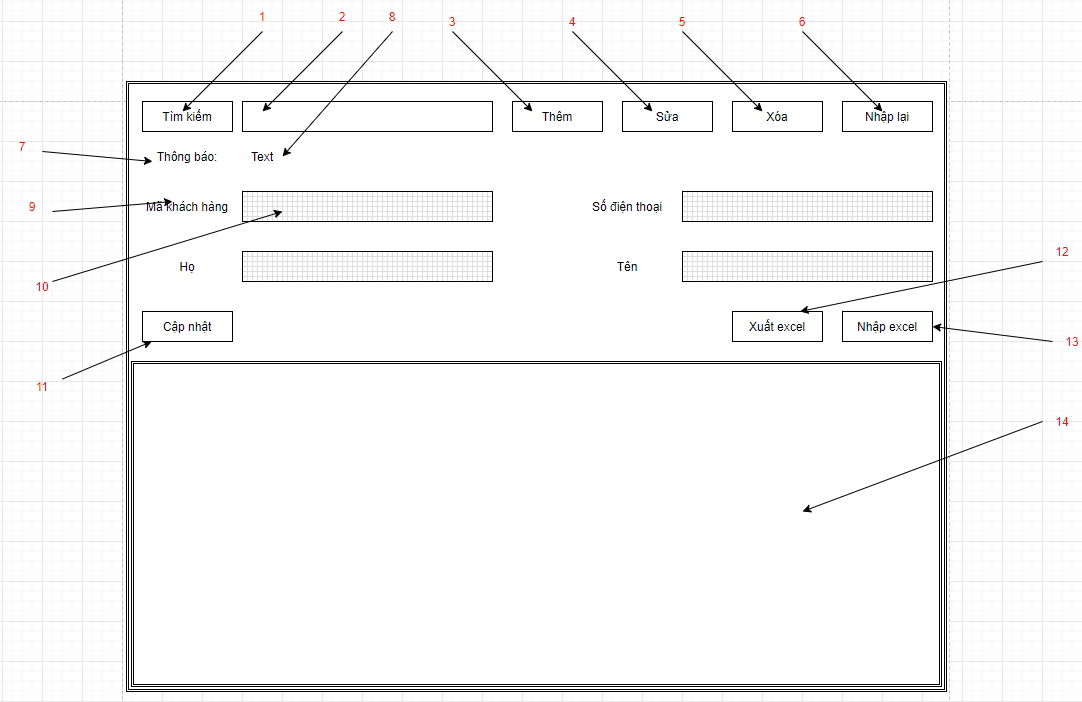 1 2 8 3 4 5 6
Tìm kiếm Thêm Sửa Xóa Nhập lại
7 Thông báo: Text
9 Mã khách hàng Số điện thoại
10 Họ Tên 12
11 Cập nhật Xuất excel Nhập excel 13
14